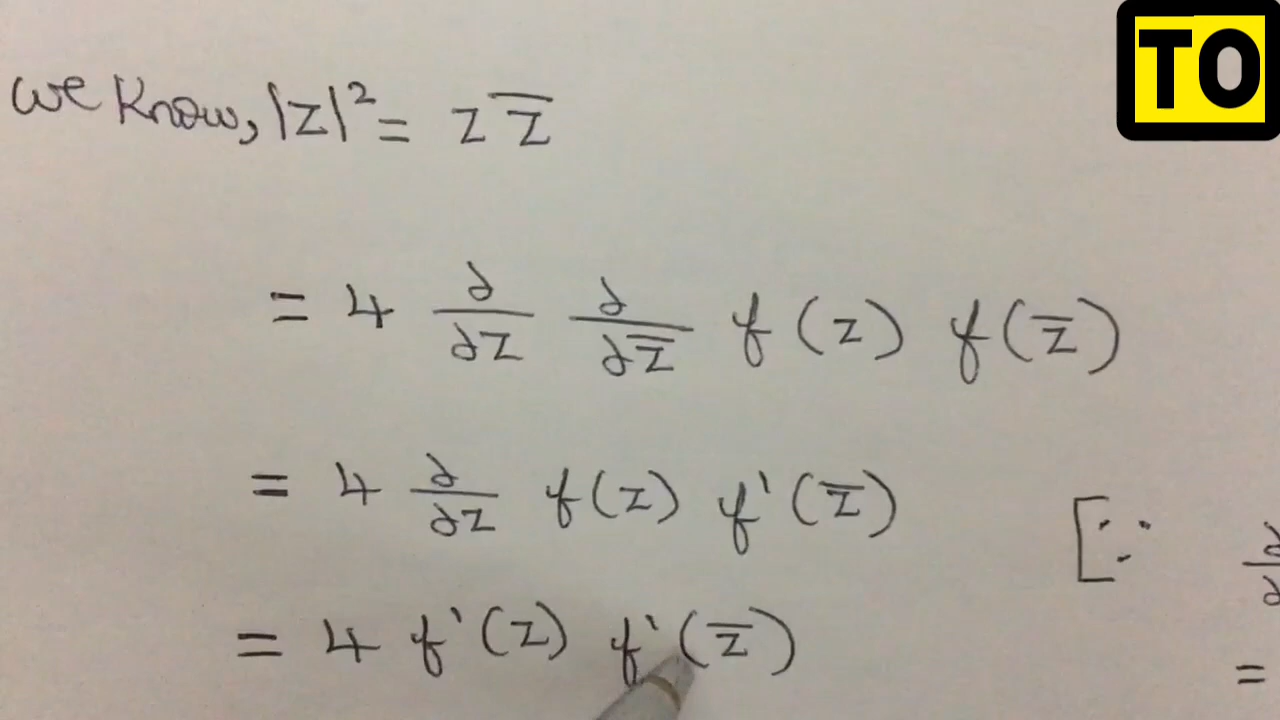 TO
We Know, |z|² = z z̅
= 4 ∂/∂z ∂/∂z̅ f(z) f(z̅)
= 4 ∂/∂z f(z) f'(z̅) [∵
= 4 f'(z) f'(z̅) =